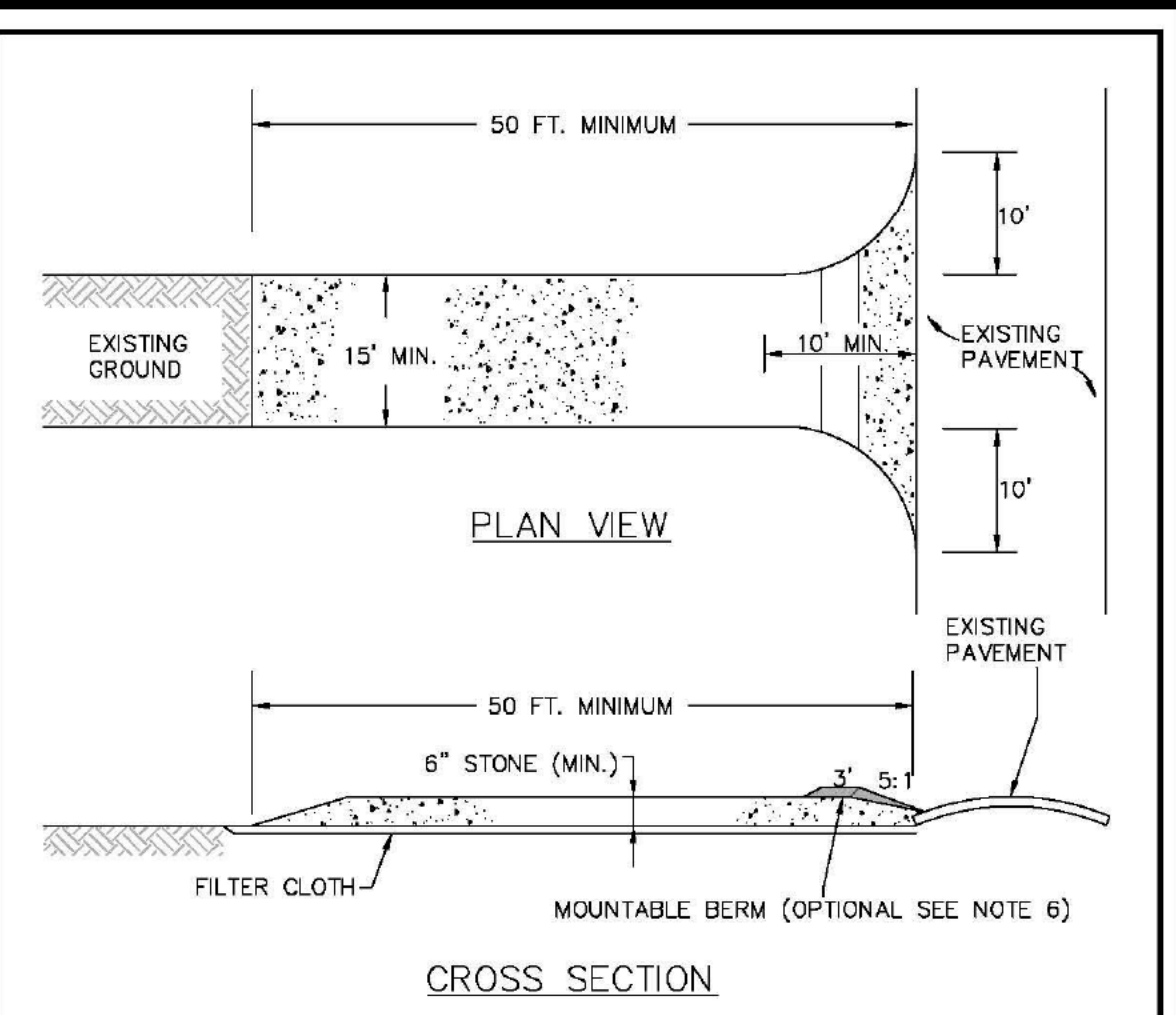 50 FT. MINIMUM
10'
EXISTING
GROUND
15' MIN.
10' MIN.
EXISTING
PAVEMENT
10'
PLAN VIEW
EXISTING
PAVEMENT
50 FT. MINIMUM
6" STONE (MIN.)
3'
5:1
FILTER CLOTH
MOUNTABLE BERM (OPTIONAL SEE NOTE 6)
CROSS SECTION